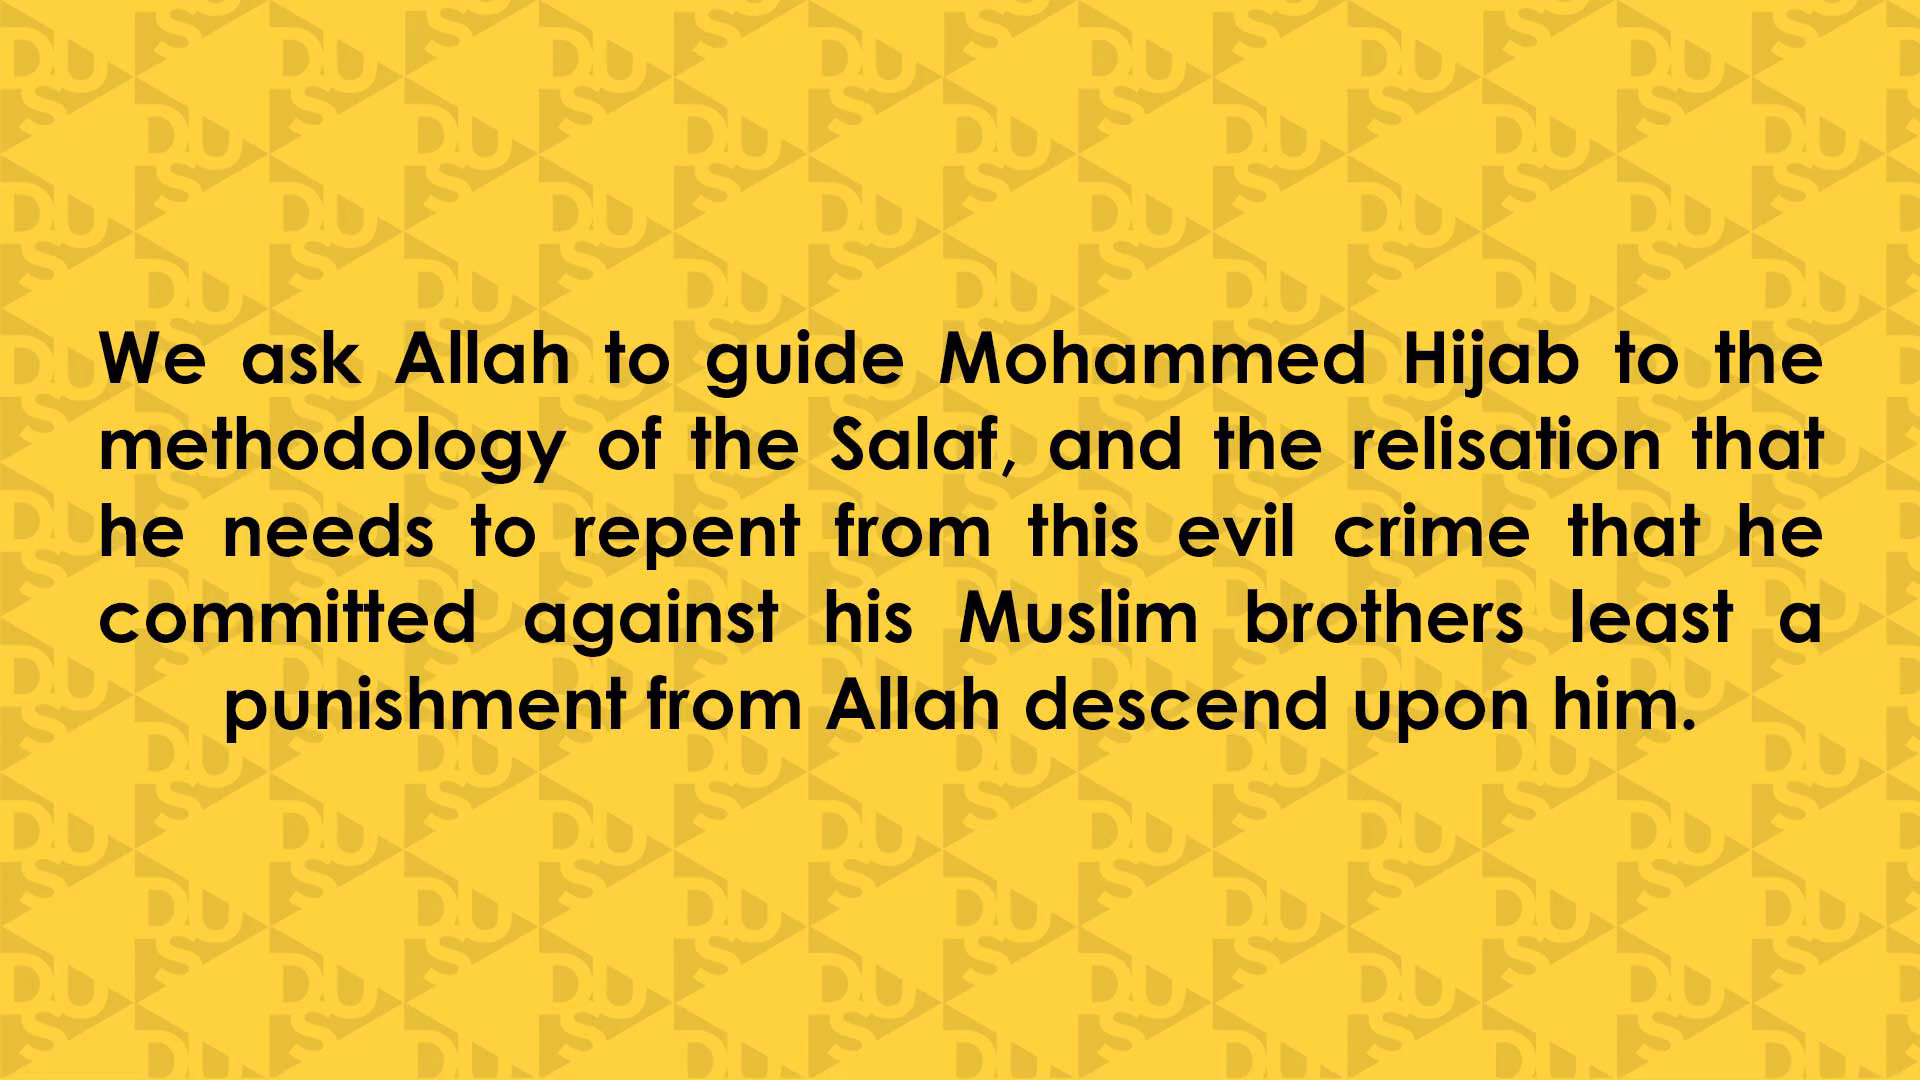 We ask Allah to guide Mohammed Hijab to the
methodology of the Salaf, and the relisation that
he needs to repent from this evil crime that he
committed against his Muslim brothers least a
punishment from Allah descend upon him.